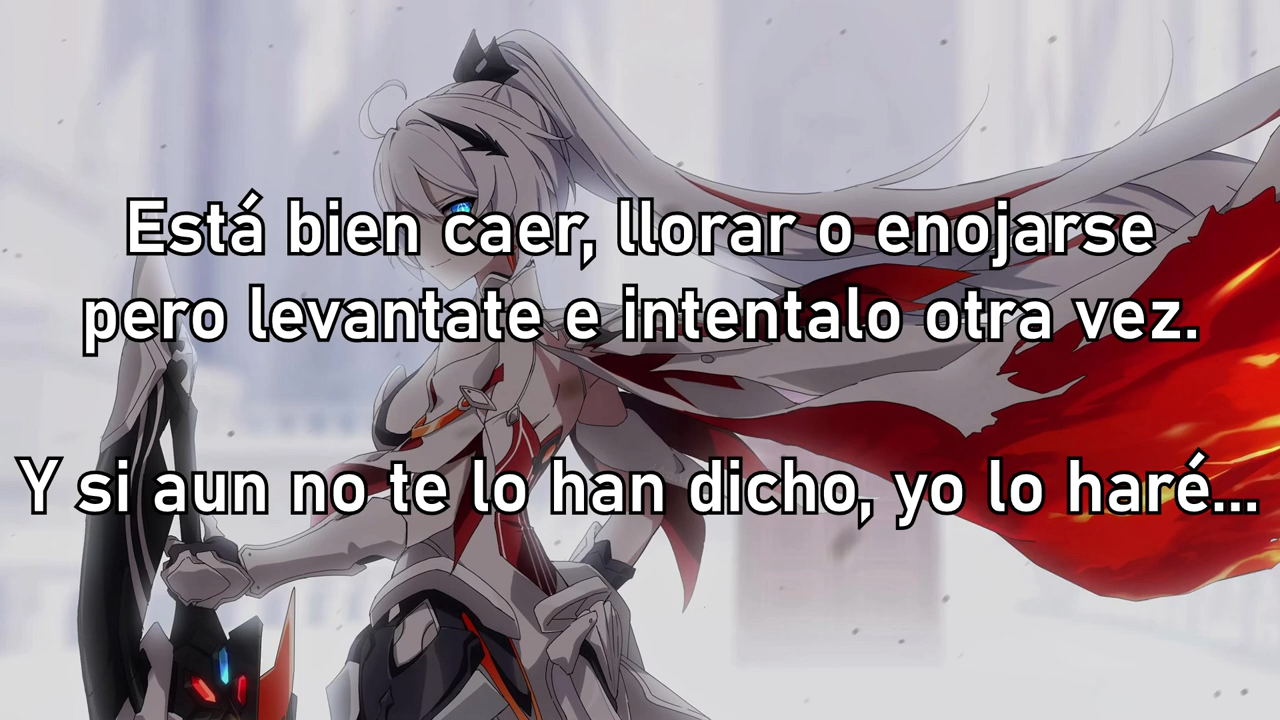 Está bien caer, llorar o enojarse
pero levantate e intentalo otra vez.
Y si aun no te lo han dicho, yo lo haré...